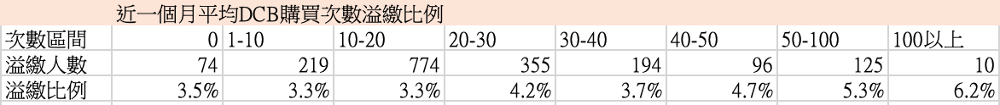 近一個月平均DCB購買次數溢繳比例
次數區間 0 1-10 10-20 20-30 30-40 40-50 50-100 100以上
溢繳人數 74 219 774 355 194 96 125 10
溢繳比例 3.5% 3.3% 3.3% 4.2% 3.7% 4.7% 5.3% 6.2%